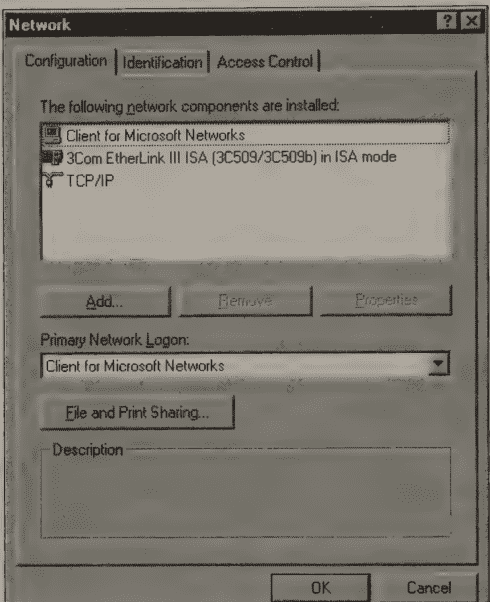 Network
Configuration Identification Access Control
The following network components are installed:
Client for Microsoft Networks
3Com EtherLink III ISA (3C509/3C509b) in ISA mode
TCP/IP
Add... Remove Properties
Primary Network Logon:
Client for Microsoft Networks
File and Print Sharing...
Description
OK Cancel